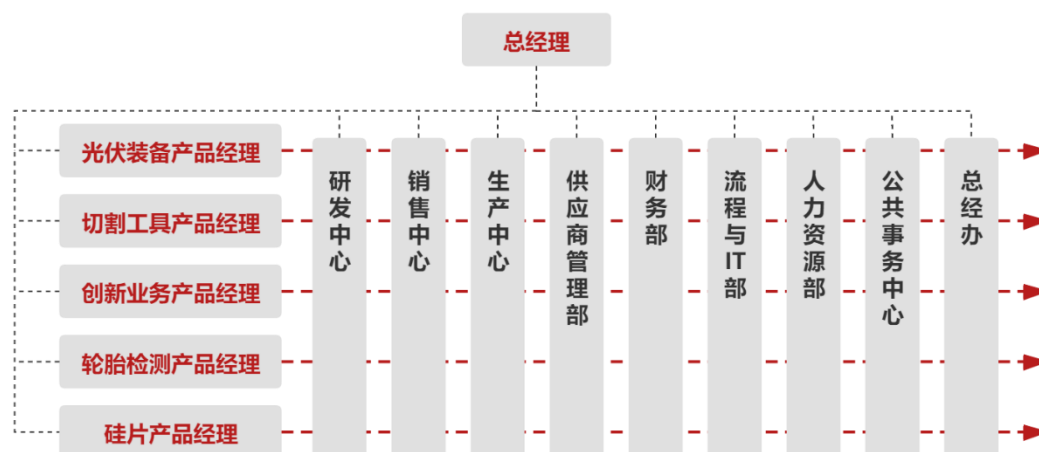 总经理
光伏装备产品经理
切割工具产品经理
创新业务产品经理
轮胎检测产品经理
硅片产品经理
研发中心
销售中心
生产中心
供应商管理部
财务部
流程与IT部
人力资源部
公共事务中心
总经办